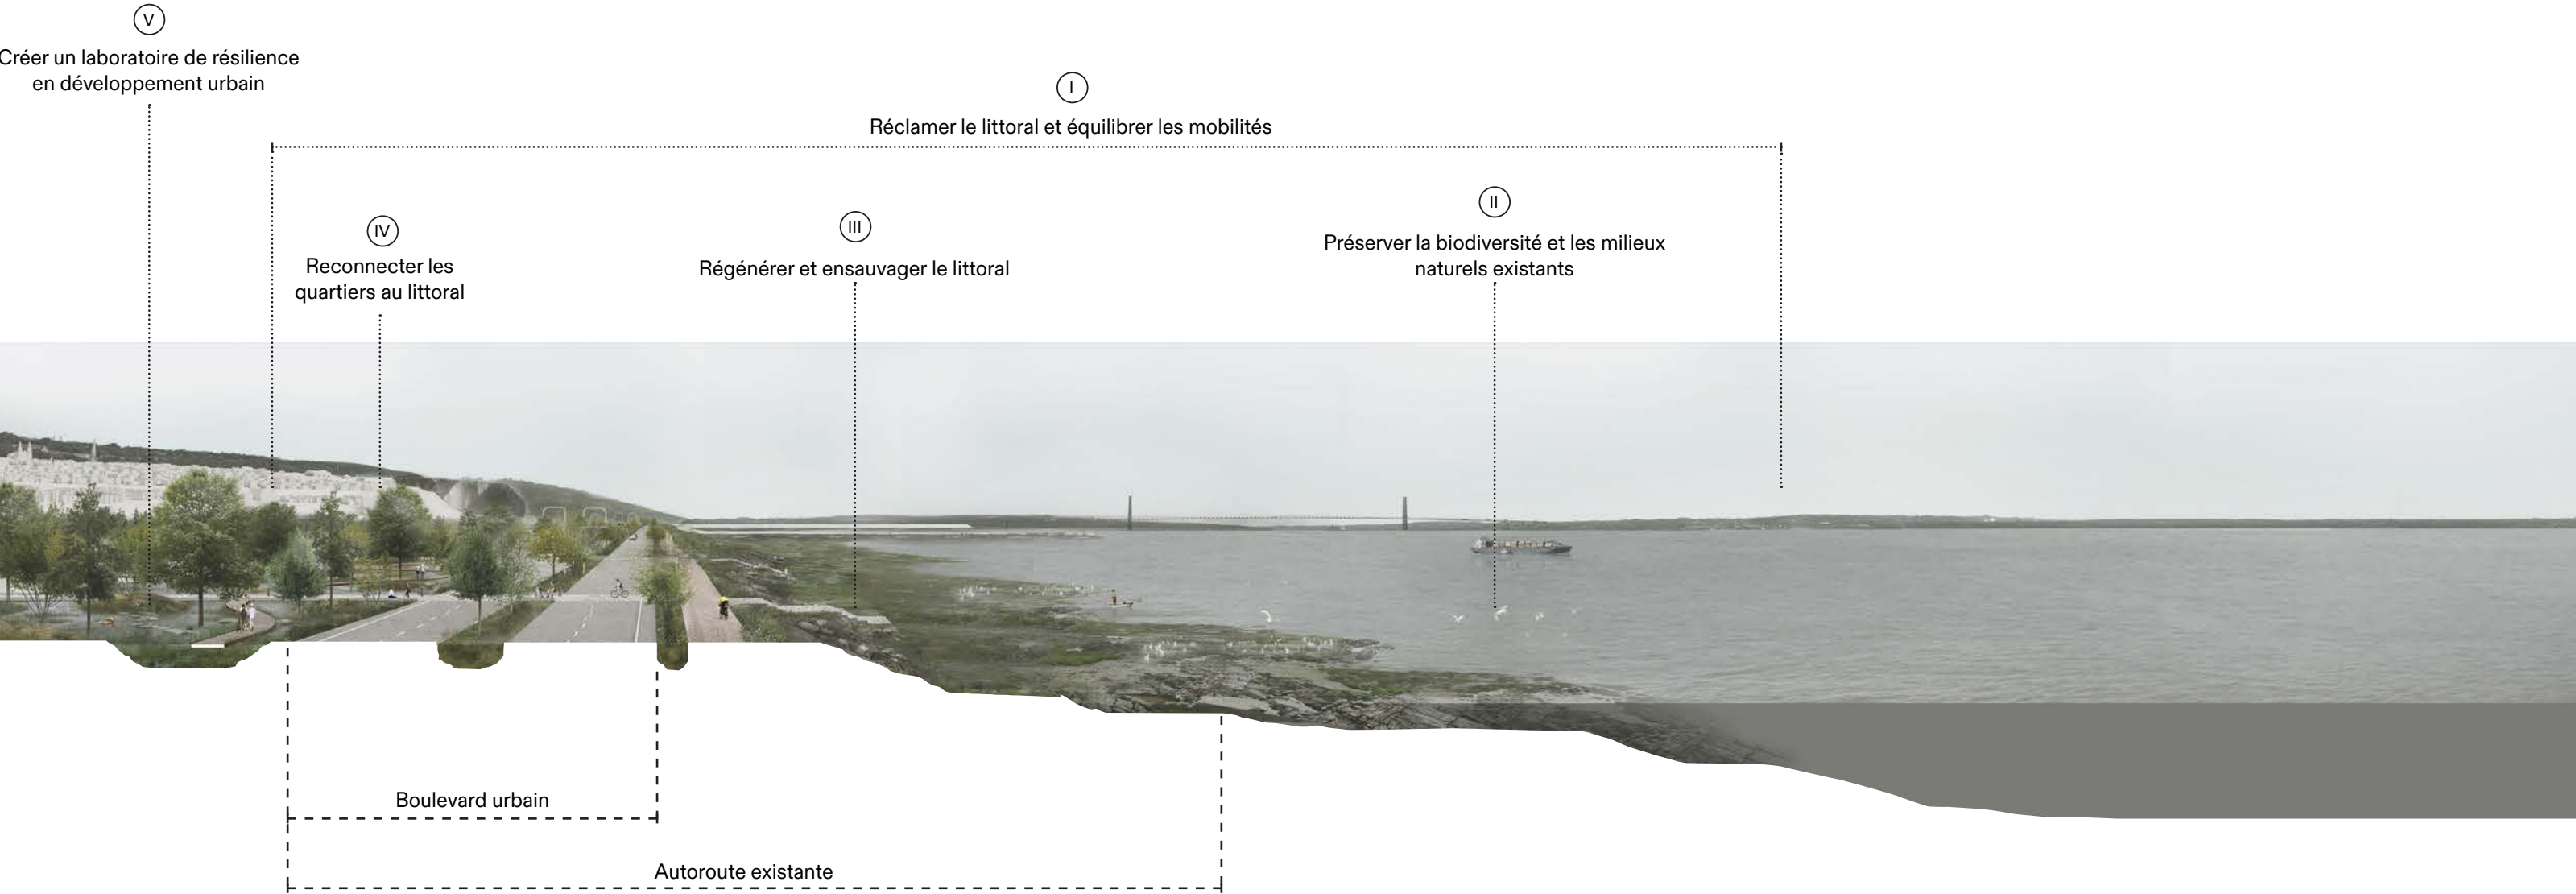 V
Créer un laboratoire de résilience
en développement urbain
I
Réclamer le littoral et équilibrer les mobilités
IV
Reconnecter les
quartiers au littoral
III
Régénérer et ensauvager le littoral
II
Préserver la biodiversité et les milieux
naturels existants
Boulevard urbain
Autoroute existante